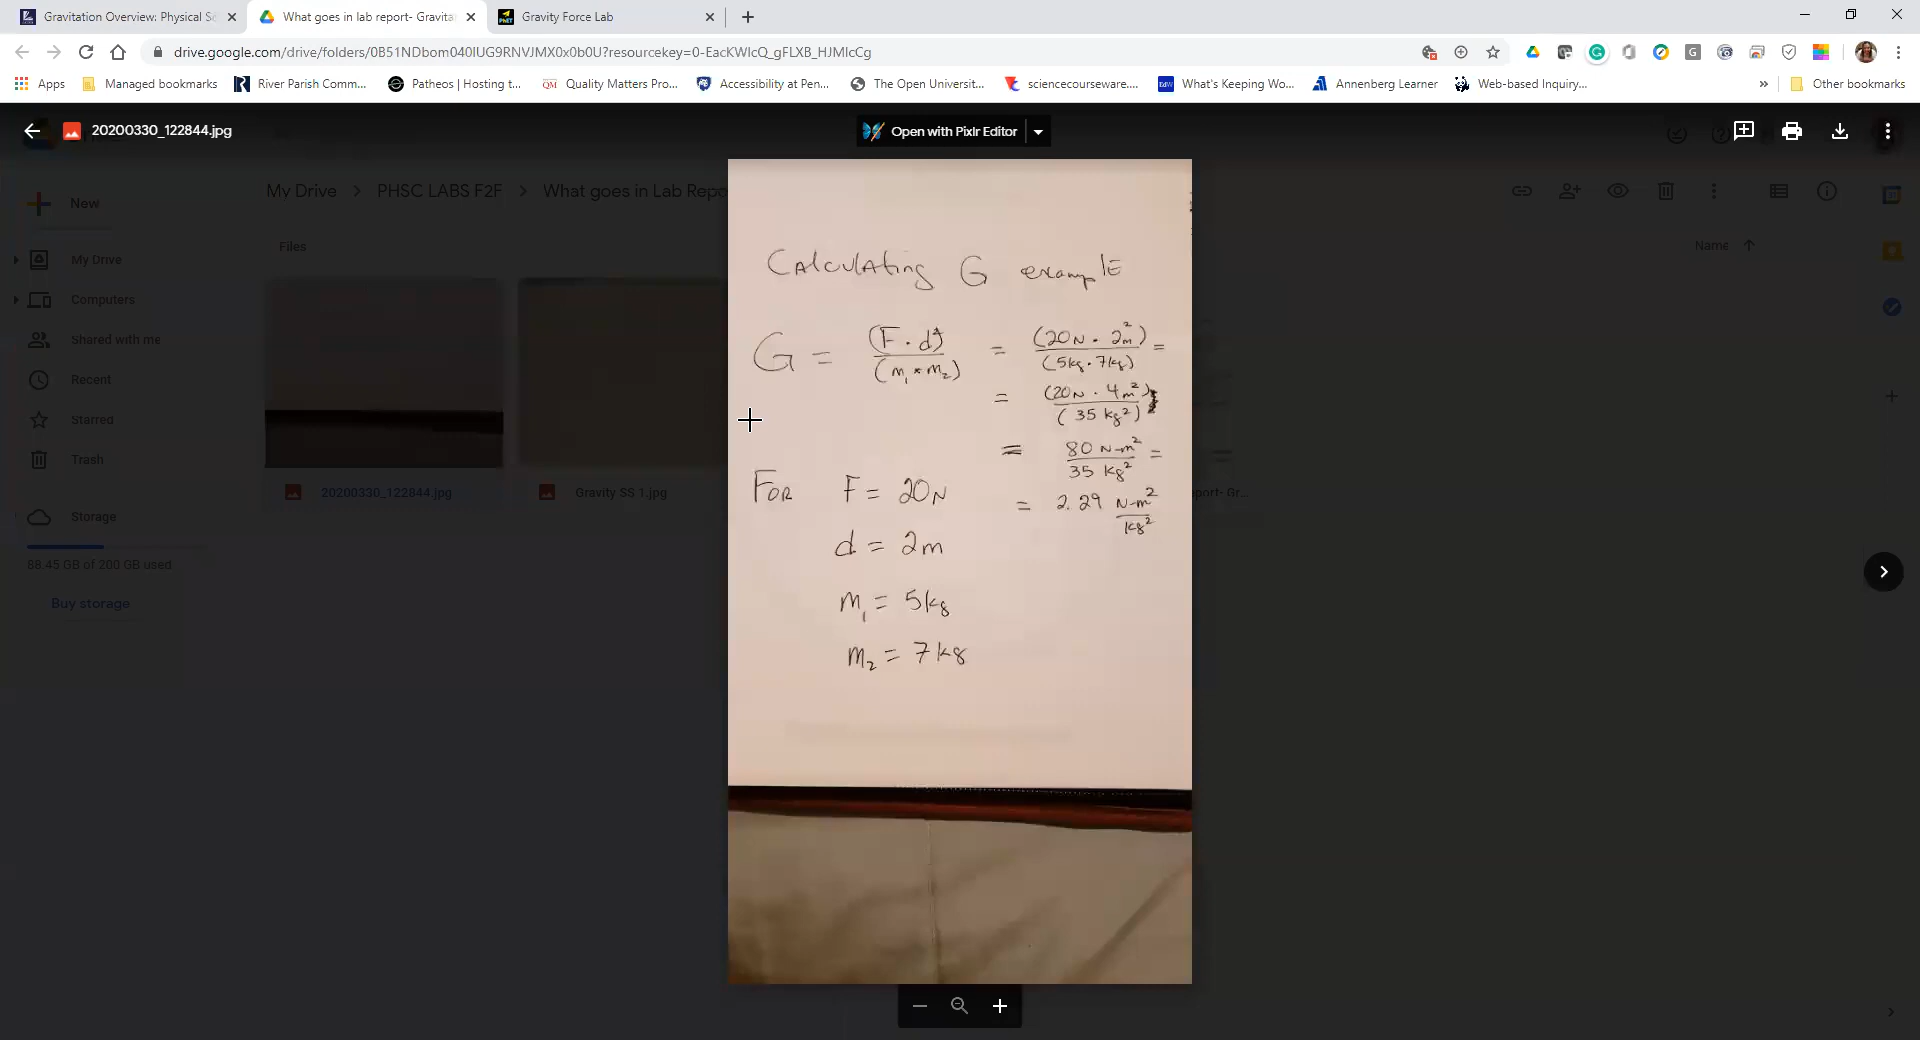 Gravitation Overview: Physical Sc
What goes in lab report- Gravita
Gravity Force Lab
drive.google.com/drive/folders/0B51NDbom040IUG9RNVJMX0x0b0U?resourcekey=0-EacKWlcQ_gFLXB_HJMlcCg
Apps
Managed bookmarks
River Parish Comm...
Patheos | Hosting t...
QM
Quality Matters Pro...
Accessibility at Pen...
The Open Universit...
sciencecourseware....
EdW
What's Keeping Wo...
Annenberg Learner
Web-based Inquiry...
»
Other bookmarks
20200330_122844.jpg
Open with Pixlr Editor
My Drive > PHSC LABS F2F > What goes in Lab Repo
New
Files
Name
My Drive
Computers
Shared with me
Recent
Starred
Trash
Storage
88.45 GB of 200 GB used
Buy storage
20200330_122844.jpg
Gravity SS 1.jpg
port- Gr...
Calculating G example
G = (F · d²) / (m₁ * m₂) = (20N · 2m²) / (5kg · 7kg) =
= (20N · 4m²) / (35 kg²)
= 80 N-m² / 35 kg² =
= 2.29 N-m² / kg²
For F = 20N
d = 2m
m₁ = 5kg
m₂ = 7kg